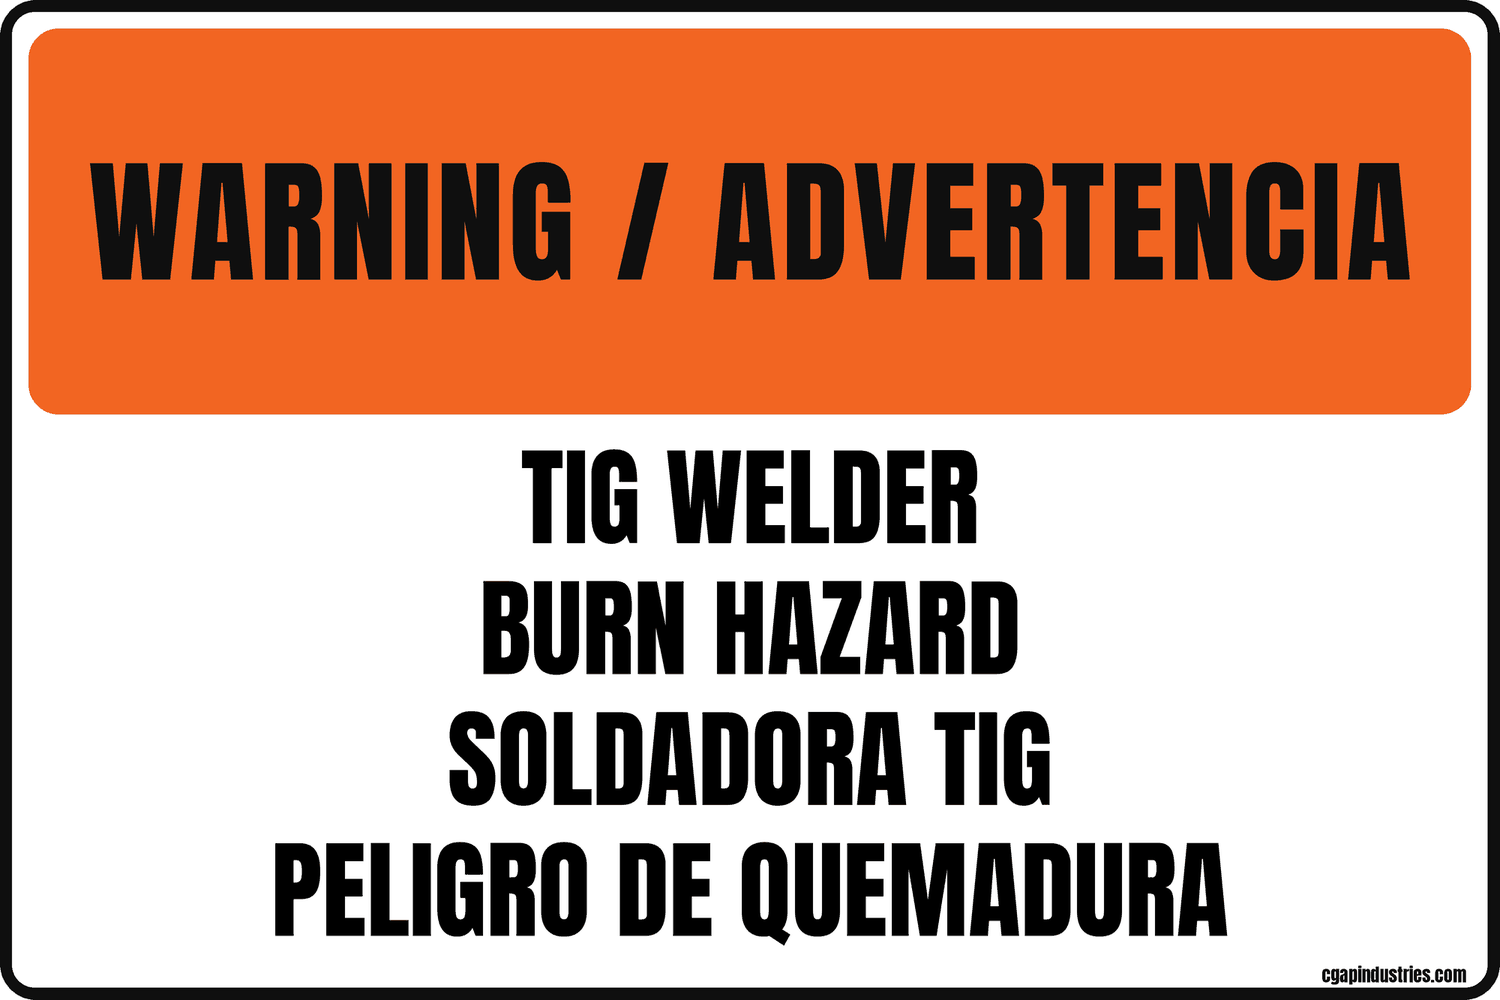 WARNING / ADVERTENCIA
TIG WELDER
BURN HAZARD
SOLDADORA TIG
PELIGRO DE QUEMADURA
cgapindustries.com